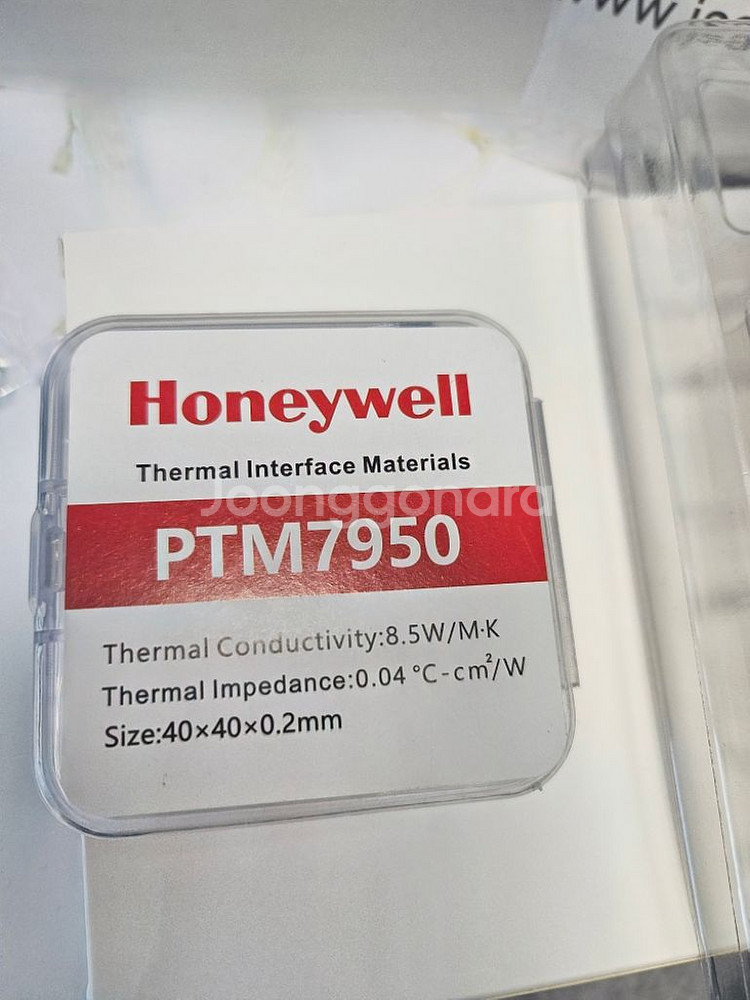 Honeywell
Thermal Interface Materials
Joonggonara
PTM7950
Thermal Conductivity:8.5W/M·K
Thermal Impedance:0.04 °C-cm²/W
Size:40×40×0.2mm